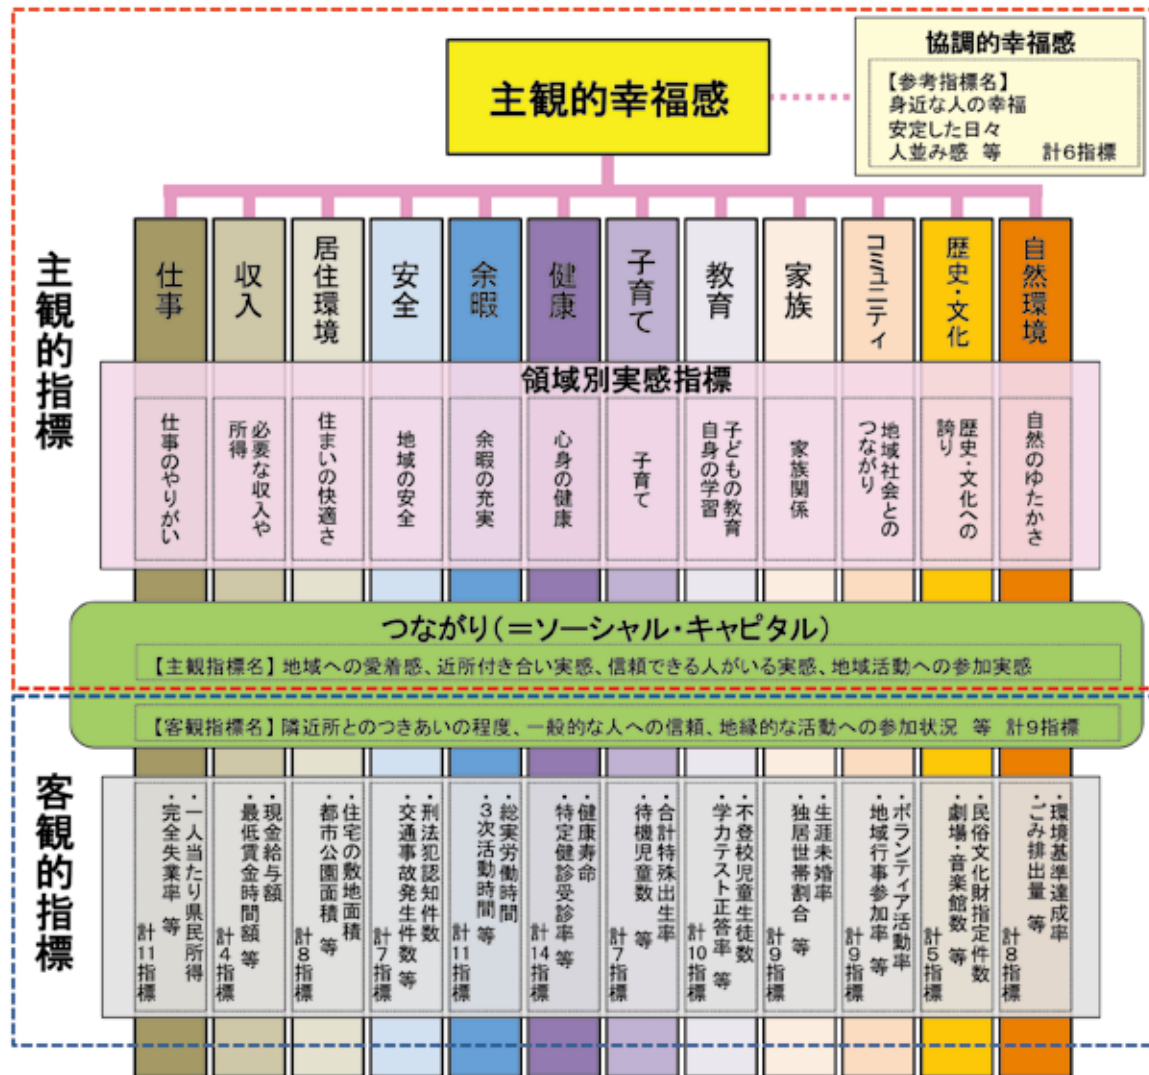 主観的幸福感
協調的幸福感
【参考指標名】
身近な人の幸福
安定した日々
人並み感 等 計6指標
主観的指標
仕事
収入
居住環境
安全
余暇
健康
子育て
教育
家族
コミュニティ
歴史・文化
自然環境
領域別実感指標
仕事のやりがい
必要な収入や
所得
住まいの快適さ
地域の安全
余暇の充実
心身の健康
子育て
子どもの教育
自身の学習
家族関係
地域社会との
つながり
歴史・文化への
誇り
自然のゆたかさ
つながり(=ソーシャル・キャピタル)
【主観指標名】地域への愛着感、近所付き合い実感、信頼できる人がいる実感、地域活動への参加実感
【客観指標名】隣近所とのつきあいの程度、一般的な人への信頼、地縁的な活動への参加状況 等 計9指標
客観的指標
・一人当たり県民所得
・完全失業率 等
計11指標
・現金給与額
・最低賃金時間額 等
計4指標
・住宅の敷地面積
・都市公園面積 等
計8指標
・刑法犯認知件数
・交通事故発生件数 等
計7指標
・総実労働時間
・3次活動時間 等
計11指標
・健康寿命
・特定健診受診率 等
計14指標
・合計特殊出生率
・待機児童数 等
計7指標
・不登校児童生徒数
・学力テスト正答率 等
計10指標
・生涯未婚率
・独居世帯割合 等
計9指標
・ボランティア活動率
・地域行事参加率 等
計9指標
・民俗文化財指定件数
・劇場・音楽館数 等
計5指標
・環境基準達成率
・ごみ排出量 等
計8指標